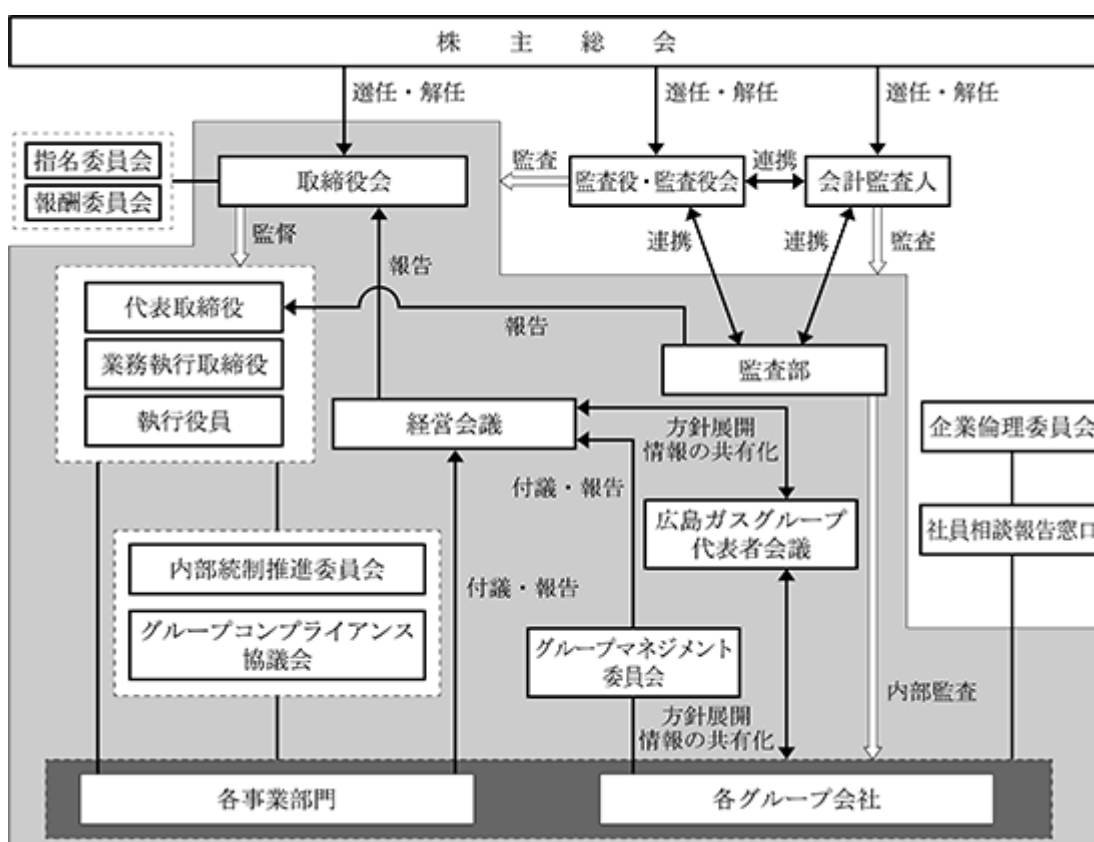 株主総会
選任・解任
選任・解任
選任・解任
指名委員会
報酬委員会
取締役会
監査
監査役・監査役会
連携
会計監査人
監督
報告
連携
連携
監査
代表取締役
業務執行取締役
執行役員
報告
監査部
経営会議
方針展開
情報の共有化
企業倫理委員会
付議・報告
広島ガスグループ
代表者会議
社員相談報告窓口
内部統制推進委員会
グループコンプライアンス
協議会
付議・報告
グループマネジメント
委員会
方針展開
情報の共有化
内部監査
各事業部門
各グループ会社